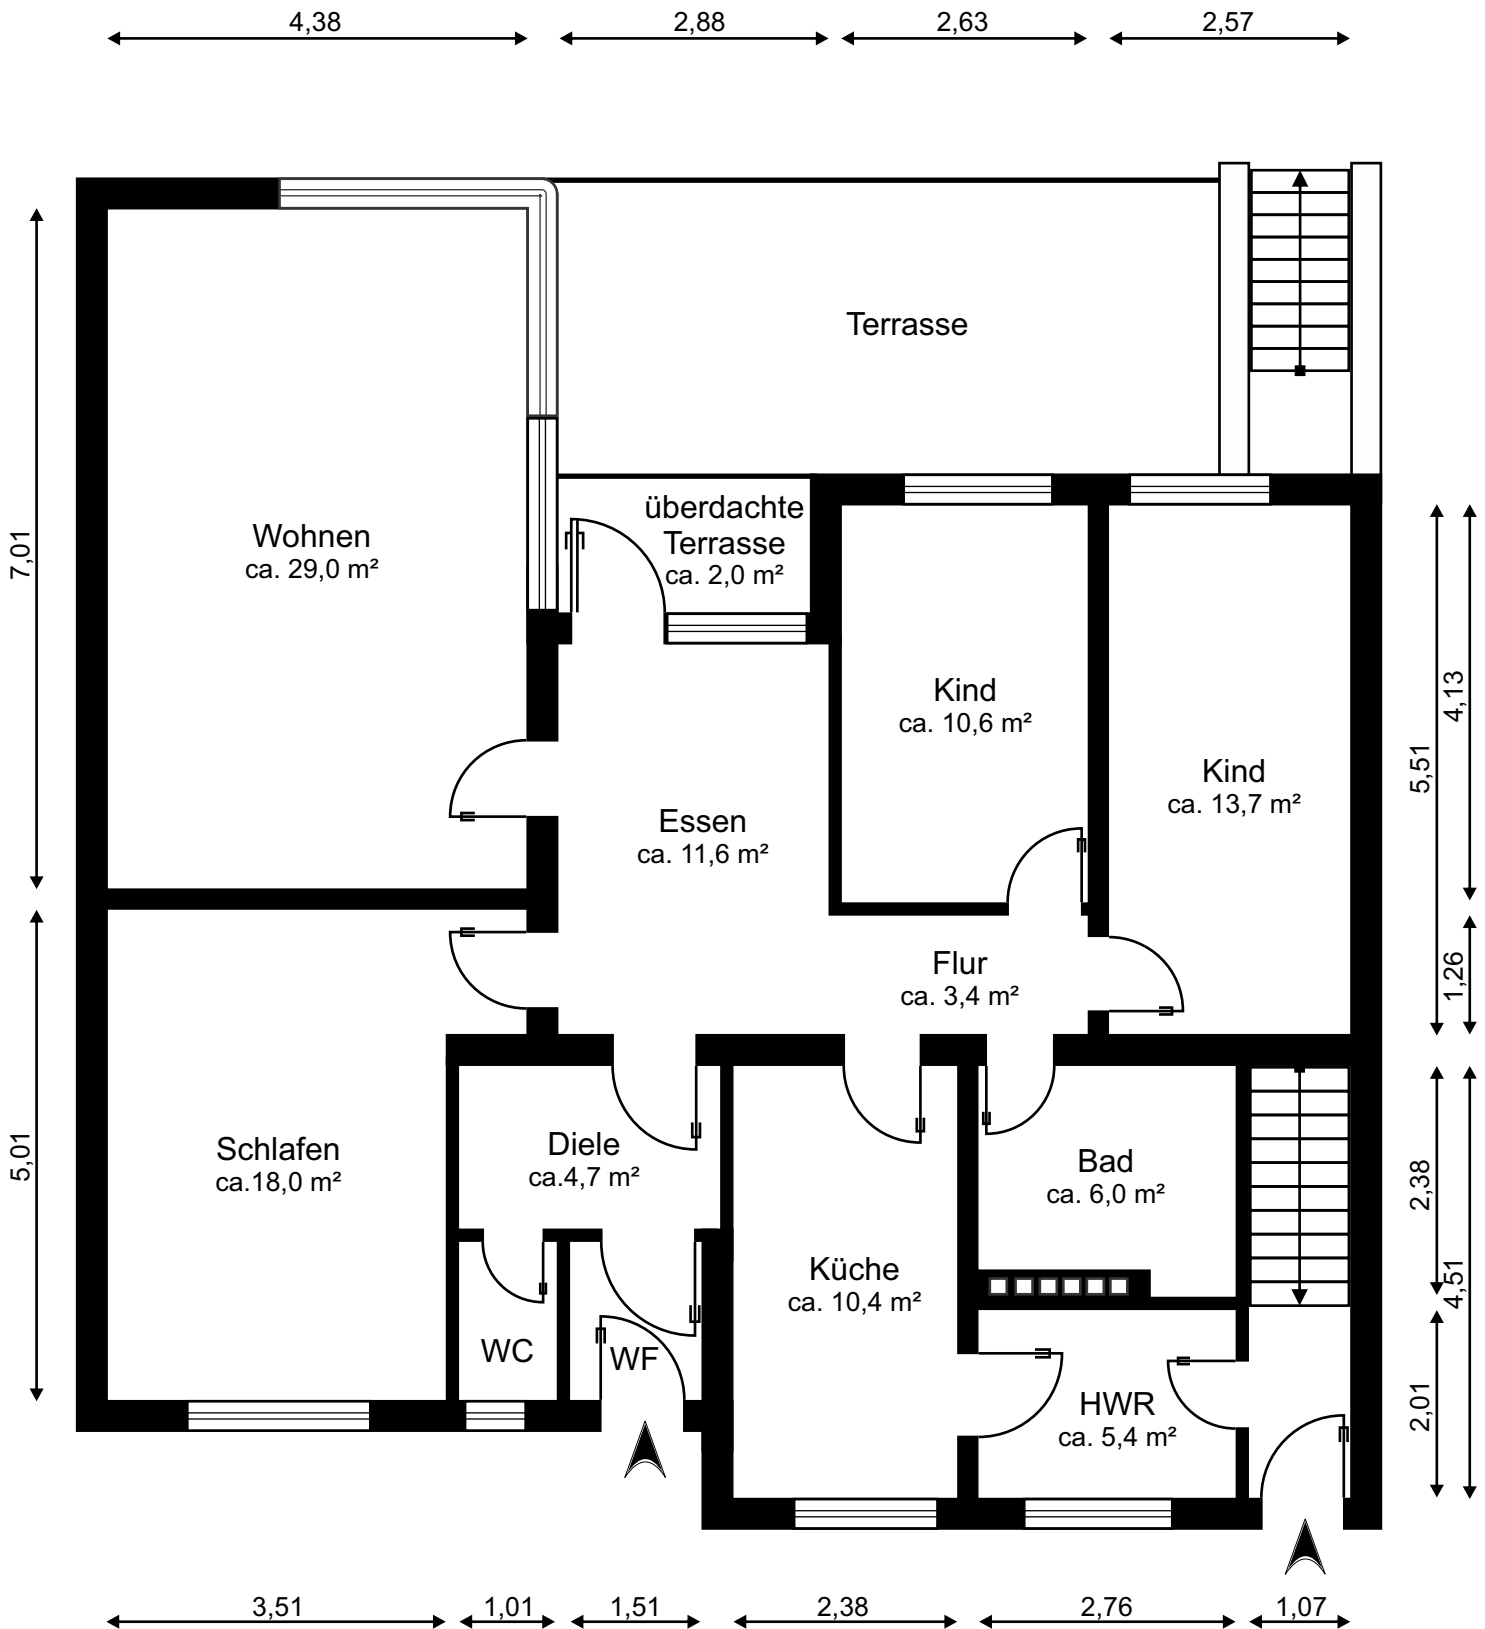 4,38
2,88
2,63
2,57
Terrasse
überdachte
Terrasse
ca. 2,0 m²
Wohnen
ca. 29,0 m²
7,01
Kind
ca. 10,6 m²
Kind
ca. 13,7 m²
4,13
5,51
Essen
ca. 11,6 m²
Flur
ca. 3,4 m²
1,26
Schlafen
ca.18,0 m²
5,01
Diele
ca.4,7 m²
Bad
ca. 6,0 m²
2,38
Küche
ca. 10,4 m²
4,51
WC
WF
HWR
ca. 5,4 m²
2,01
3,51
1,01
1,51
2,38
2,76
1,07